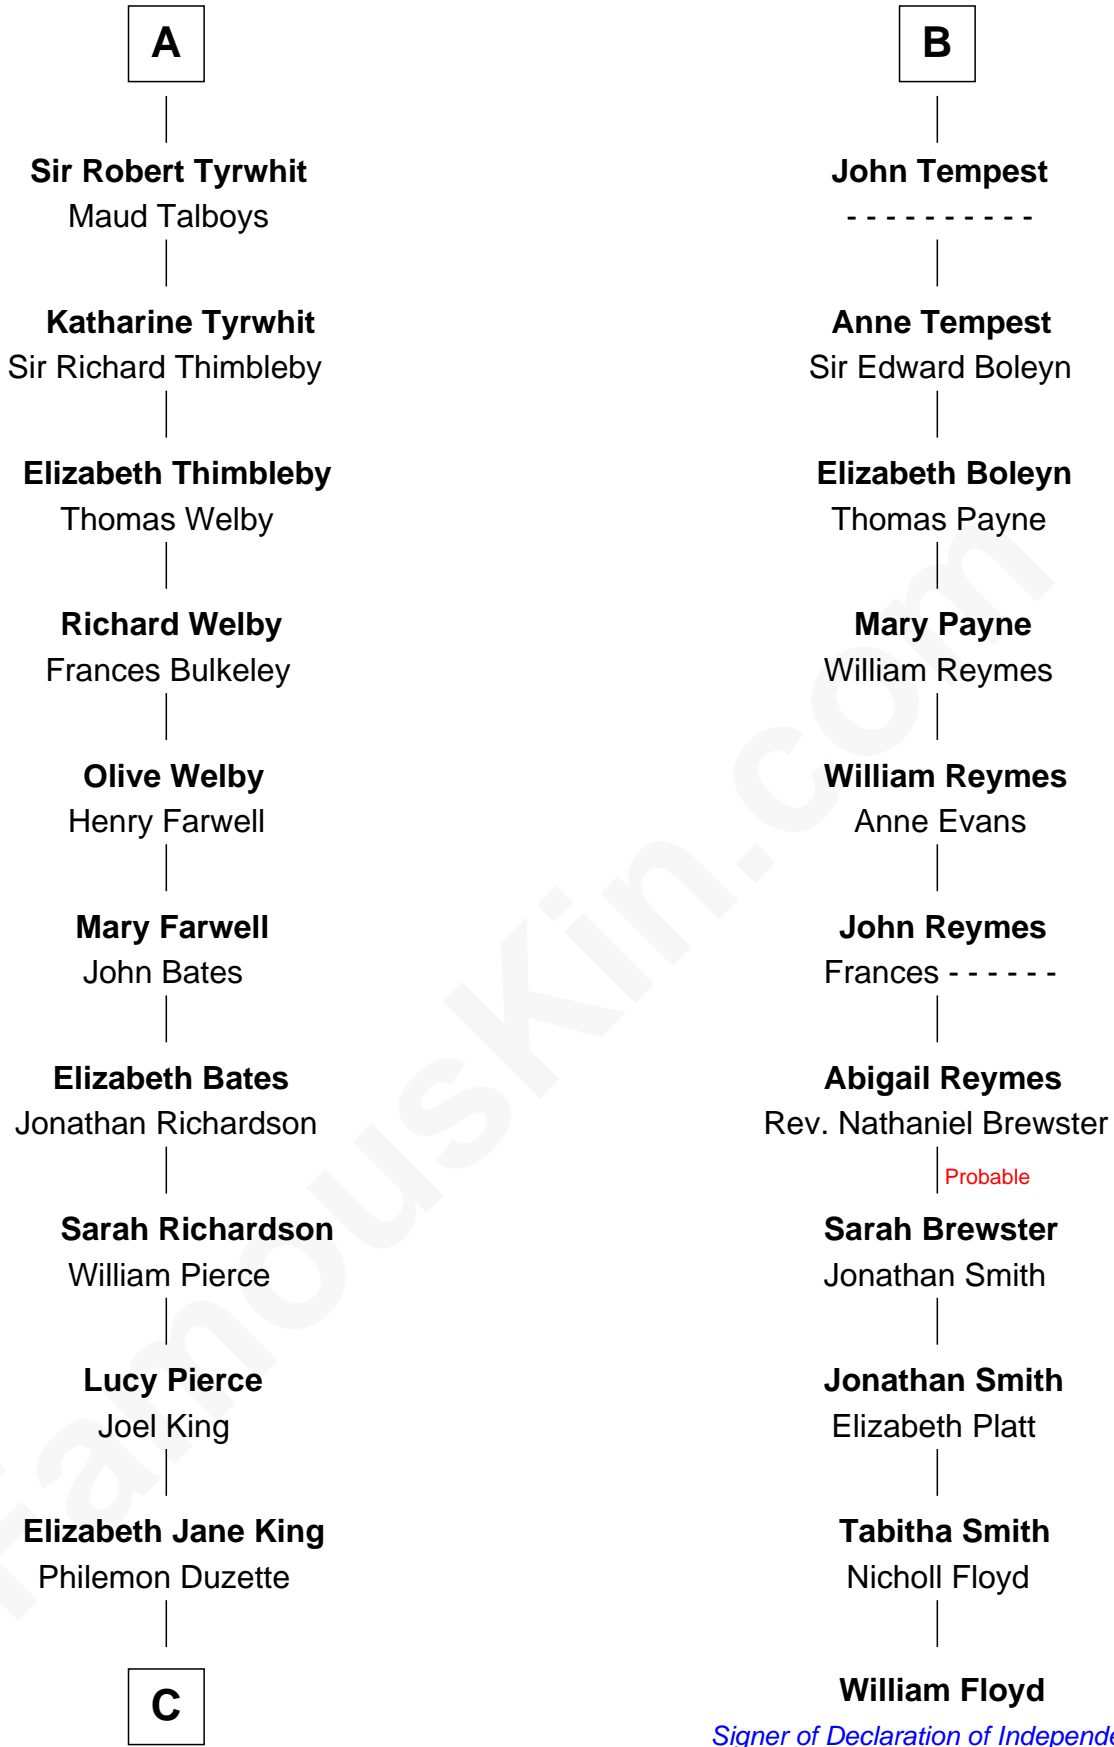 A
Sir Robert Tyrwhit
Maud Talboys
Katharine Tyrwhit
Sir Richard Thimbleby
Elizabeth Thimbleby
Thomas Welby
Richard Welby
Frances Bulkeley
Olive Welby
Henry Farwell
Mary Farwell
John Bates
Elizabeth Bates
Jonathan Richardson
Sarah Richardson
William Pierce
Lucy Pierce
Joel King
Elizabeth Jane King
Philemon Duzette
C
B
John Tempest
- - - - - - - - - -
Anne Tempest
Sir Edward Boleyn
Elizabeth Boleyn
Thomas Payne
Mary Payne
William Reymes
William Reymes
Anne Evans
John Reymes
Frances - - - - - -
Abigail Reymes
Rev. Nathaniel Brewster
Probable
Sarah Brewster
Jonathan Smith
Jonathan Smith
Elizabeth Platt
Tabitha Smith
Nicholl Floyd
William Floyd
Signer of Declaration of
FamousKin.com